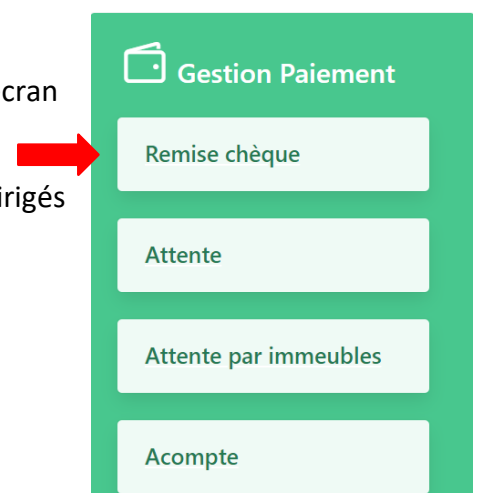 Gestion Paiement
cran
Remise chèque
irigés
Attente
Attente par immeubles
Acompte